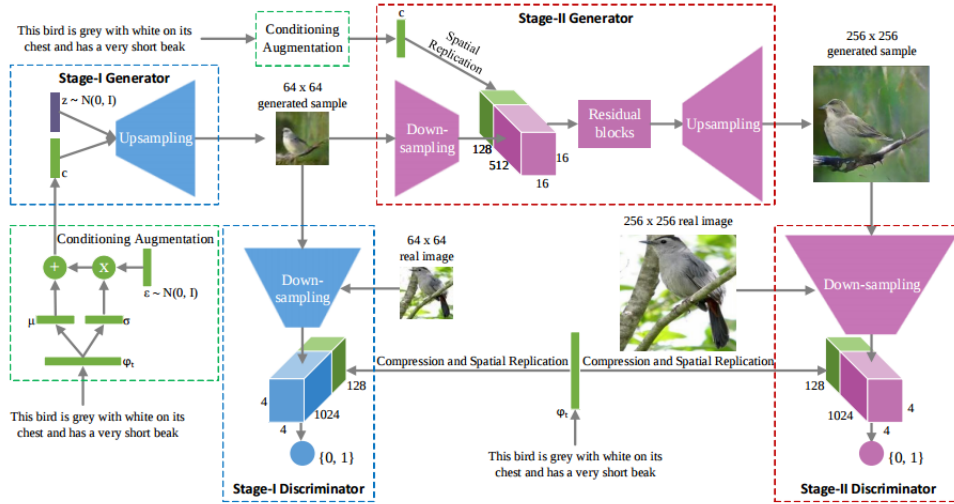 This bird is grey with white on its
chest and has a very short beak
Conditioning
Augmentation
c
Stage-II Generator
Spatial
Replication
256 x 256
generated sample
Stage-I Generator
z ~ N(0, I)
Upsampling
c
64 x 64
generated sample
Down-
sampling
128
512
16
16
Residual
blocks
Upsampling
Conditioning Augmentation
+
x
ε ~ N(0, I)
μ
σ
φt
This bird is grey with white on its
chest and has a very short beak
64 x 64
real image
Down-
sampling
256 x 256 real image
Down-sampling
Compression and Spatial Replication
Compression and Spatial Replication
128
4
1024
4
{0, 1}
Stage-I Discriminator
φt
This bird is grey with white on its
chest and has a very short beak
128
1024
4
4
{0, 1}
Stage-II Discriminator